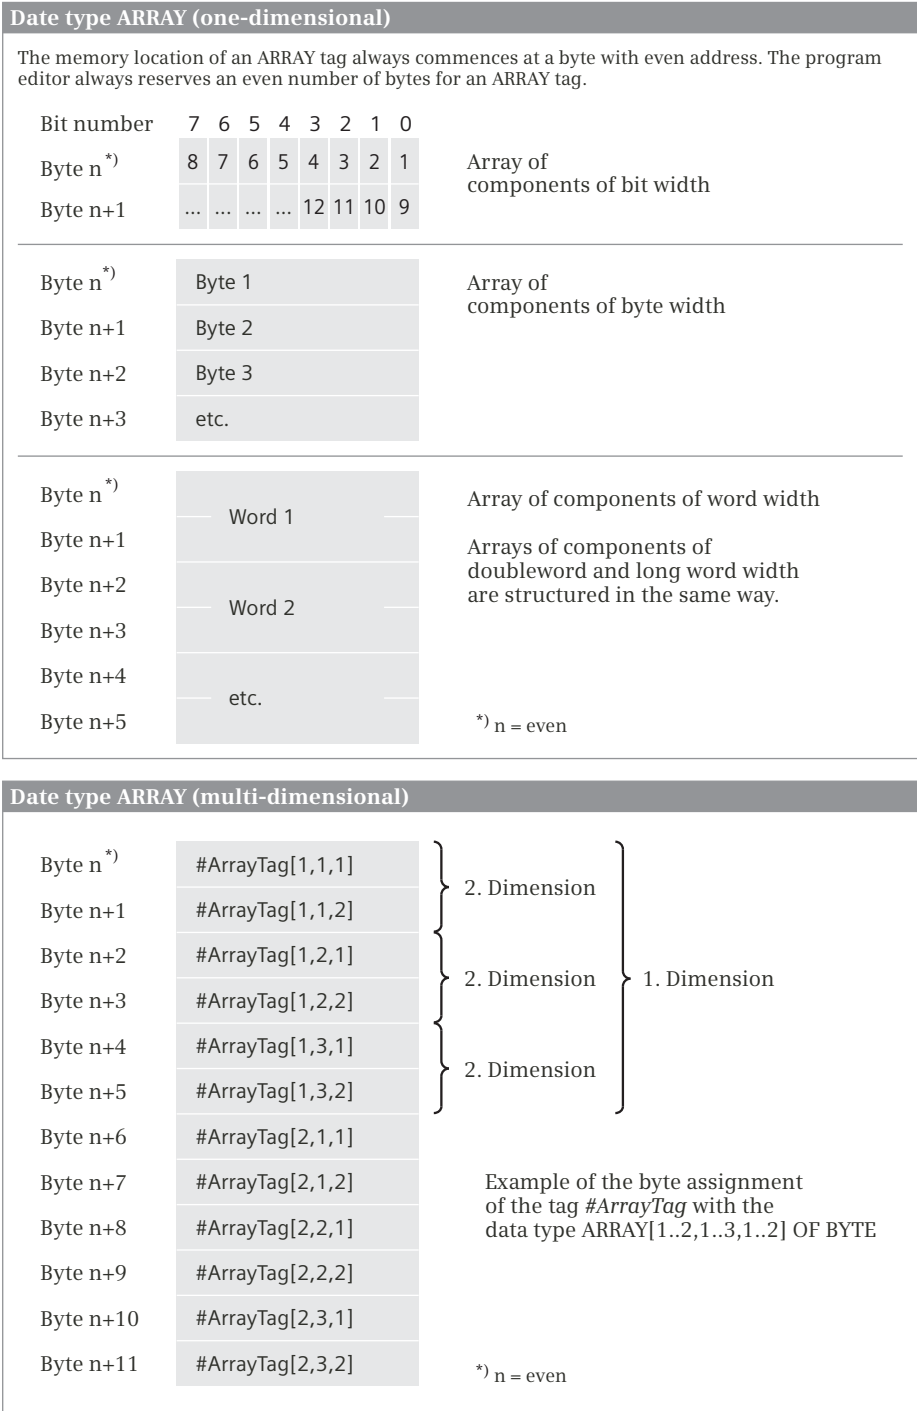 Date type ARRAY (one-dimensional)
The memory location of an ARRAY tag always commences at a byte with even address. The program
editor always reserves an even number of bytes for an ARRAY tag.
Bit number 7 6 5 4 3 2 1 0
Byte n*) 8 7 6 5 4 3 2 1
Byte n+1 ... ... ... ... 12 11 10 9
Array of
components of bit width
Byte n*) Byte 1
Byte n+1 Byte 2
Byte n+2 Byte 3
Byte n+3 etc.
Array of
components of byte width
Byte n*)
Word 1
Byte n+1
Byte n+2
Word 2
Byte n+3
Byte n+4
etc.
Byte n+5
Array of components of word width
Arrays of components of
doubleword and long word width
are structured in the same way.
*) n = even
Date type ARRAY (multi-dimensional)
Byte n*) #ArrayTag[1,1,1]
Byte n+1 #ArrayTag[1,1,2]
Byte n+2 #ArrayTag[1,2,1]
Byte n+3 #ArrayTag[1,2,2]
Byte n+4 #ArrayTag[1,3,1]
Byte n+5 #ArrayTag[1,3,2]
Byte n+6 #ArrayTag[2,1,1]
Byte n+7 #ArrayTag[2,1,2]
Byte n+8 #ArrayTag[2,2,1]
Byte n+9 #ArrayTag[2,2,2]
Byte n+10 #ArrayTag[2,3,1]
Byte n+11 #ArrayTag[2,3,2]
2. Dimension
2. Dimension
2. Dimension
1. Dimension
Example of the byte assignment
of the tag #ArrayTag with the
data type ARRAY[1..2,1..3,1..2] OF BYTE
*) n = even